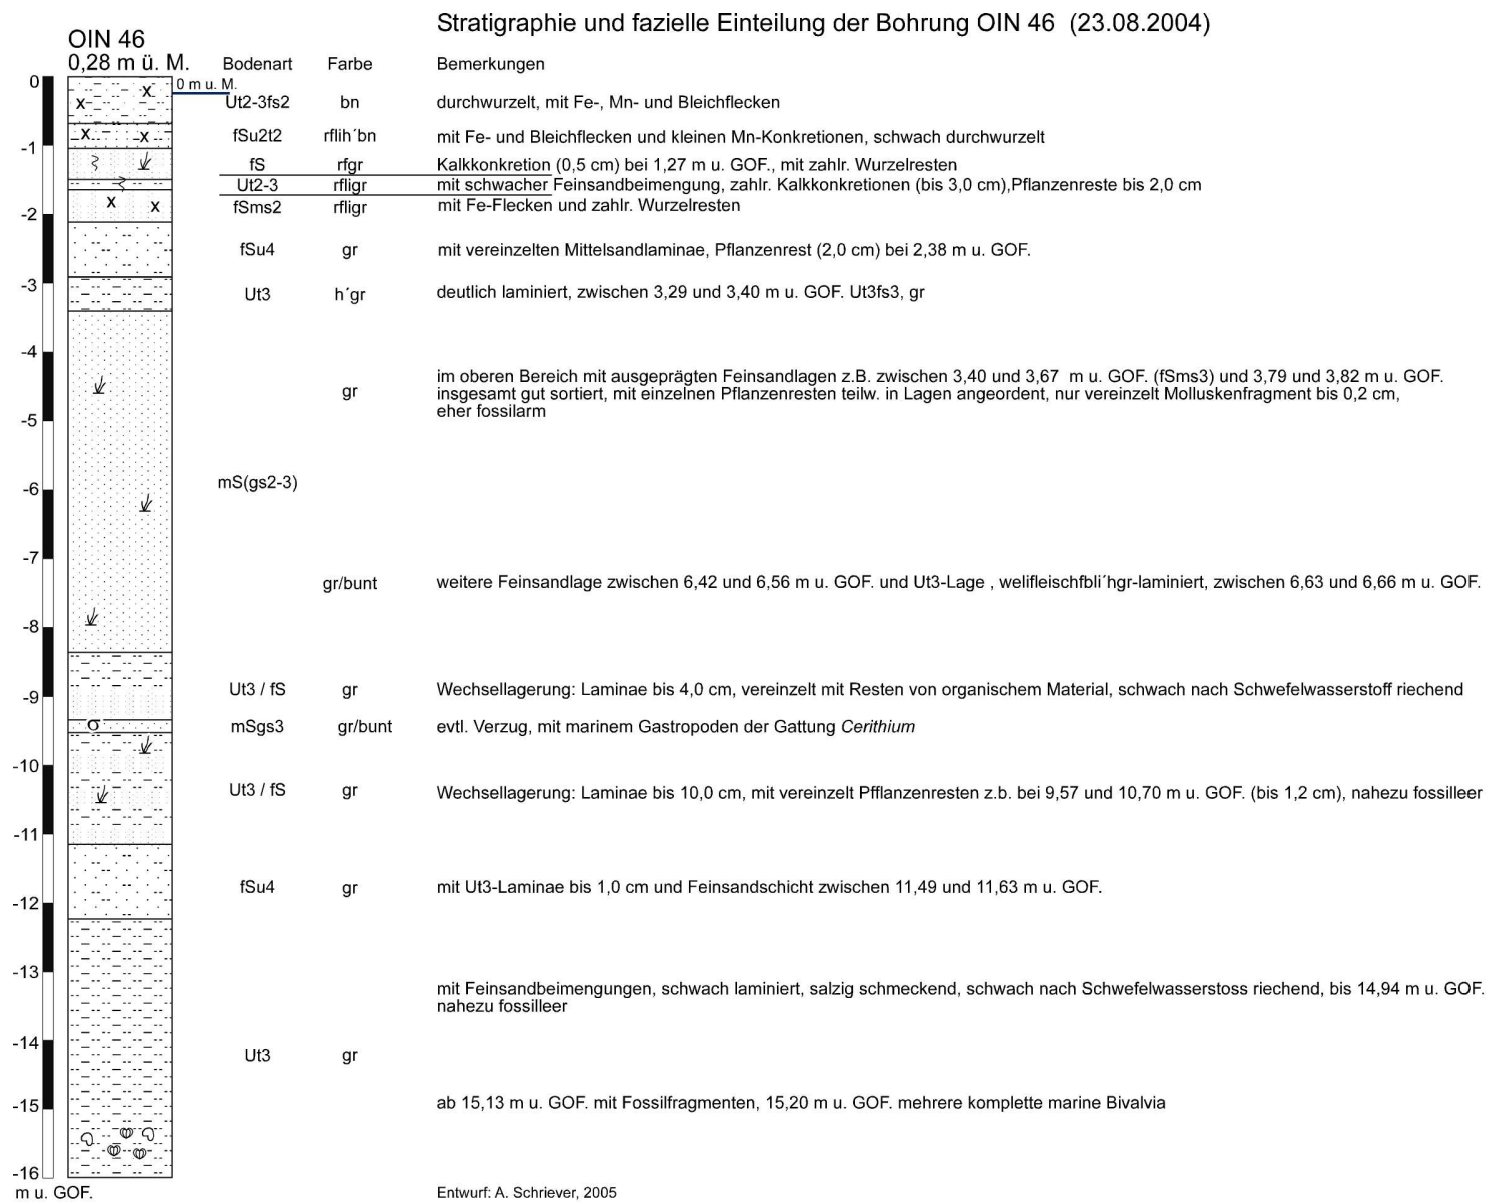 Stratigraphie und fazielle Einteilung der Bohrung OIN 46 (23.08.2004)
OIN 46
0,28 m ü. M.
Bodenart Farbe Bemerkungen
0
0 m u. M.
Ut2-3fs2 bn durchwurzelt, mit Fe-, Mn- und Bleichflecken
x x
fSu2t2 rflih´bn mit Fe- und Bleichflecken und kleinen Mn-Konkretionen, schwach durchwurzelt
x x
-1
fS rfgr Kalkkonkretion (0,5 cm) bei 1,27 m u. GOF., mit zahlr. Wurzelresten
Ut2-3 rfligr mit schwacher Feinsandbeimengung, zahlr. Kalkkonkretionen (bis 3,0 cm),Pflanzenreste bis 2,0 cm
fSms2 rfligr mit Fe-Flecken und zahlr. Wurzelresten
x x
-2
fSu4 gr mit vereinzelten Mittelsandlaminae, Pflanzenrest (2,0 cm) bei 2,38 m u. GOF.
-3
Ut3 h´gr deutlich laminiert, zwischen 3,29 und 3,40 m u. GOF. Ut3fs3, gr
-4
im oberen Bereich mit ausgeprägten Feinsandlagen z.B. zwischen 3,40 und 3,67 m u. GOF. (fSms3) und 3,79 und 3,82 m u. GOF.
gr insgesamt gut sortiert, mit einzelnen Pflanzenresten teilw. in Lagen angeordent, nur vereinzelt Molluskenfragment bis 0,2 cm,
eher fossilarm
-5
mS(gs2-3)
-6
-7
gr/bunt weitere Feinsandlage zwischen 6,42 und 6,56 m u. GOF. und Ut3-Lage , welifleischfbli´hgr-laminiert, zwischen 6,63 und 6,66 m u. GOF.
-8
Ut3 / fS gr Wechsellagerung: Laminae bis 4,0 cm, vereinzelt mit Resten von organischem Material, schwach nach Schwefelwasserstoff riechend
-9
mSgs3 gr/bunt evtl. Verzug, mit marinem Gastropoden der Gattung Cerithium
-10
Ut3 / fS gr Wechsellagerung: Laminae bis 10,0 cm, mit vereinzelt Pfflanzenresten z.b. bei 9,57 und 10,70 m u. GOF. (bis 1,2 cm), nahezu fossilleer
-11
fSu4 gr mit Ut3-Laminae bis 1,0 cm und Feinsandschicht zwischen 11,49 und 11,63 m u. GOF.
-12
-13
mit Feinsandbeimengungen, schwach laminiert, salzig schmeckend, schwach nach Schwefelwasserstoss riechend, bis 14,94 m u. GOF.
nahezu fossilleer
-14
Ut3 gr
-15
ab 15,13 m u. GOF. mit Fossilfragmenten, 15,20 m u. GOF. mehrere komplette marine Bivalvia
-16
m u. GOF.
Entwurf: A. Schriever, 2005